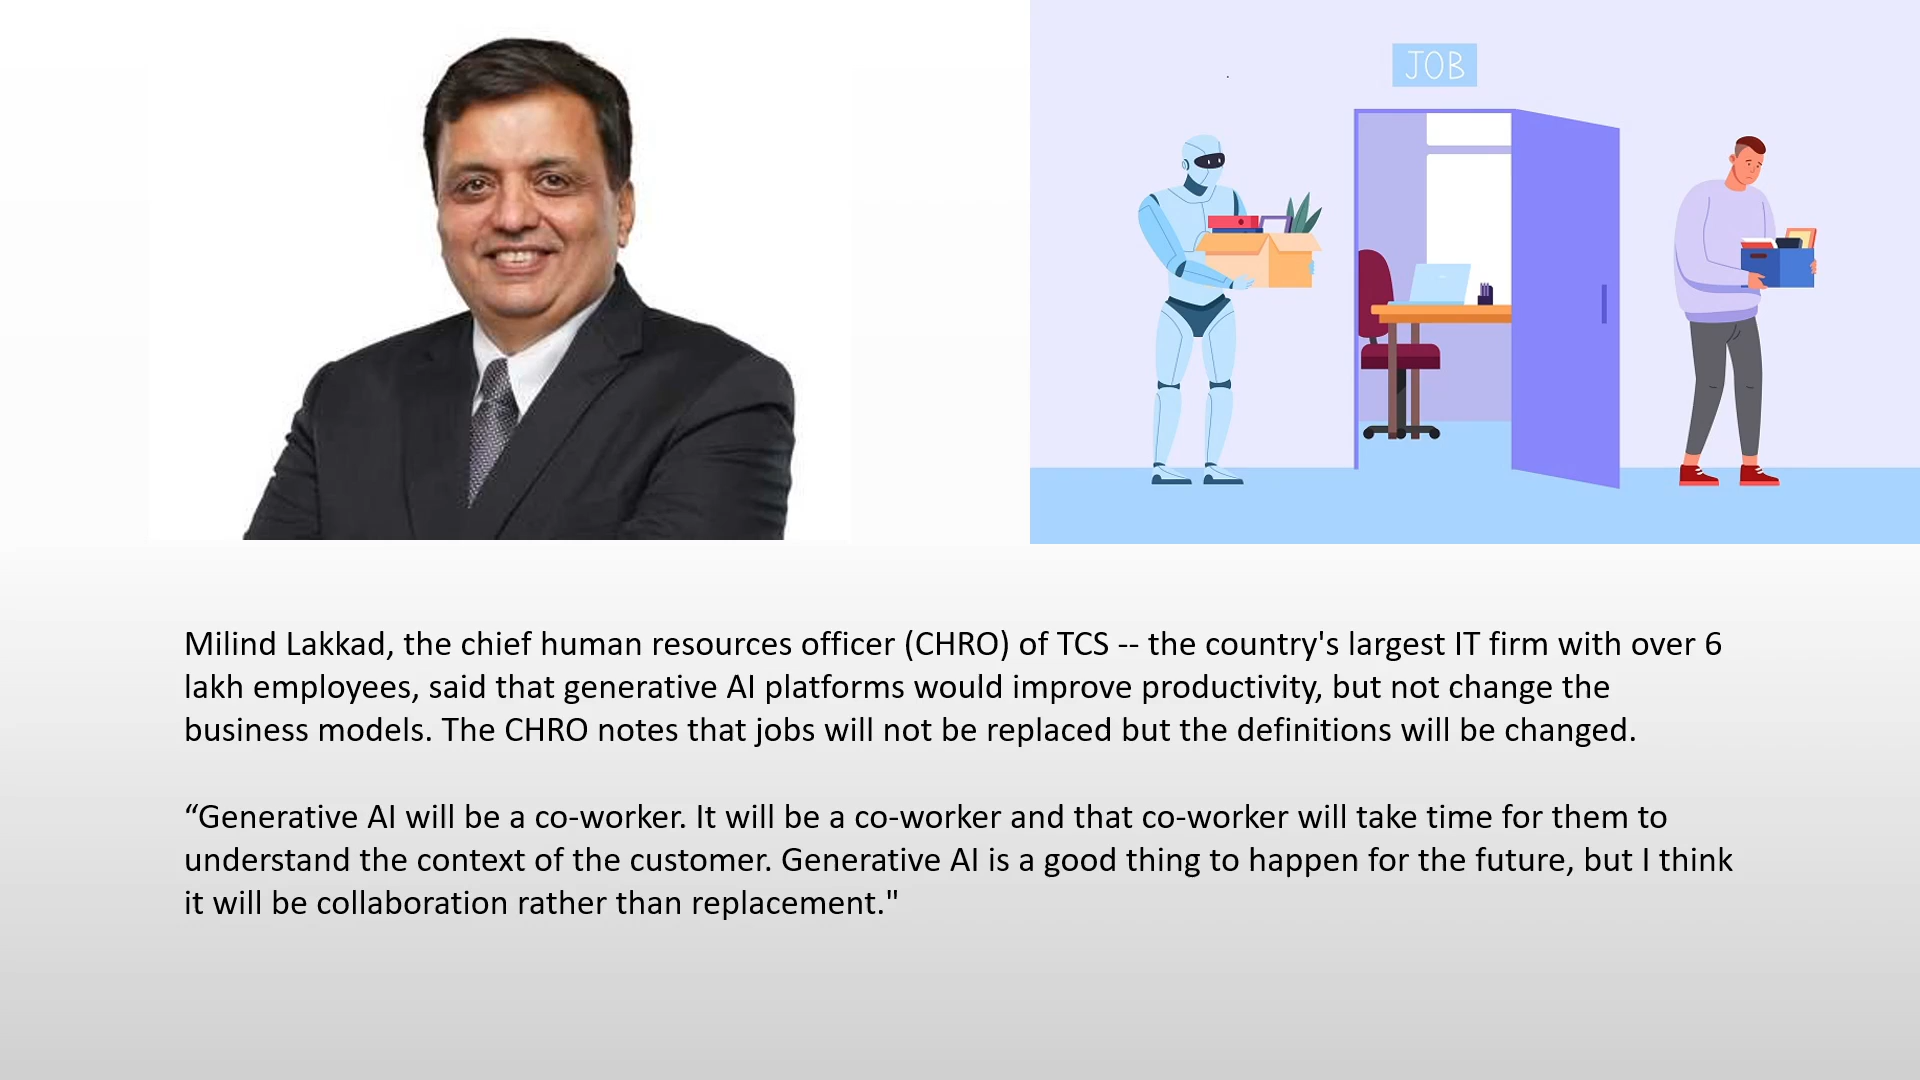 JOB
Milind Lakkad, the chief human resources officer (CHRO) of TCS -- the country's largest IT firm with over 6
lakh employees, said that generative AI platforms would improve productivity, but not change the
business models. The CHRO notes that jobs will not be replaced but the definitions will be changed.
“Generative AI will be a co-worker. It will be a co-worker and that co-worker will take time for them to
understand the context of the customer. Generative AI is a good thing to happen for the future, but I think
it will be collaboration rather than replacement."